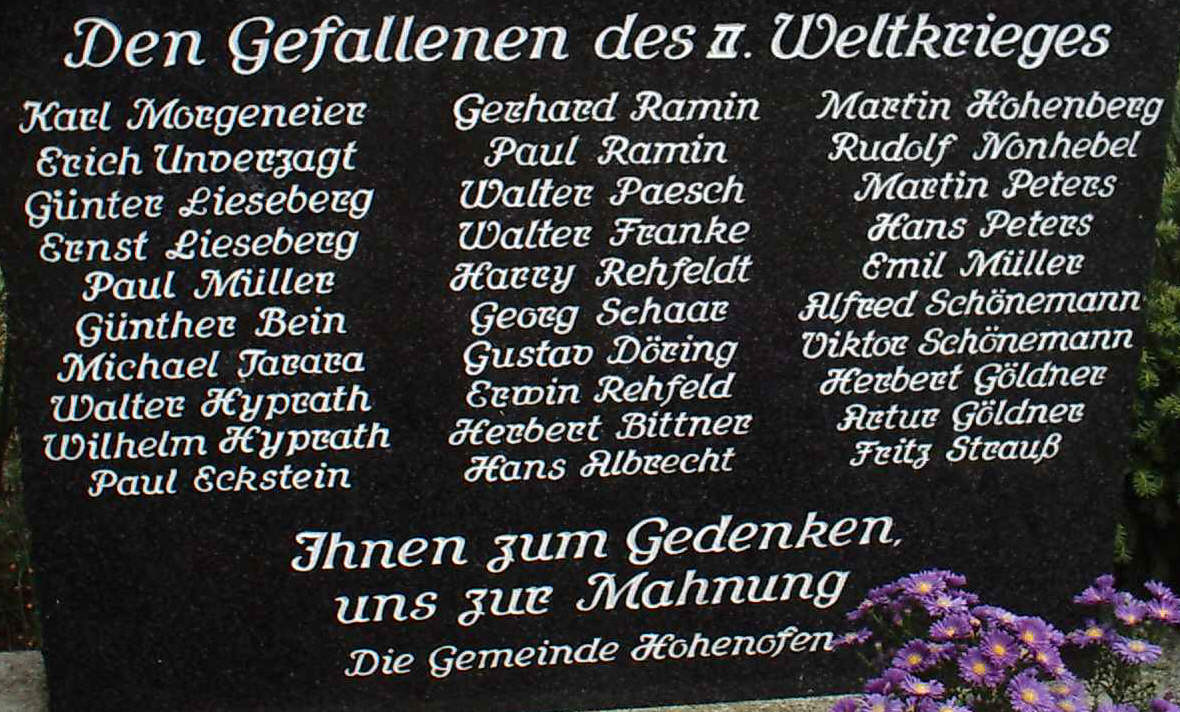 Den Gefallenen des II. Weltkrieges
Karl Morgeneier
Erich Unverzagt
Günter Lieseberg
Ernst Lieseberg
Paul Müller
Günther Bein
Michael Tarara
Walter Hyprath
Wilhelm Hyprath
Paul Eckstein
Gerhard Ramin
Paul Ramin
Walter Paesch
Walter Franke
Harry Rehfeldt
Georg Schaar
Gustav Döring
Erwin Rehfeld
Herbert Bittner
Hans Albrecht
Martin Hohenberg
Rudolf Nonhebel
Martin Peters
Hans Peters
Emil Müller
Alfred Schönemann
Viktor Schönemann
Herbert Göldner
Artur Göldner
Fritz Strauß
Ihnen zum Gedenken,
uns zur Mahnung
Die Gemeinde Hohenofen